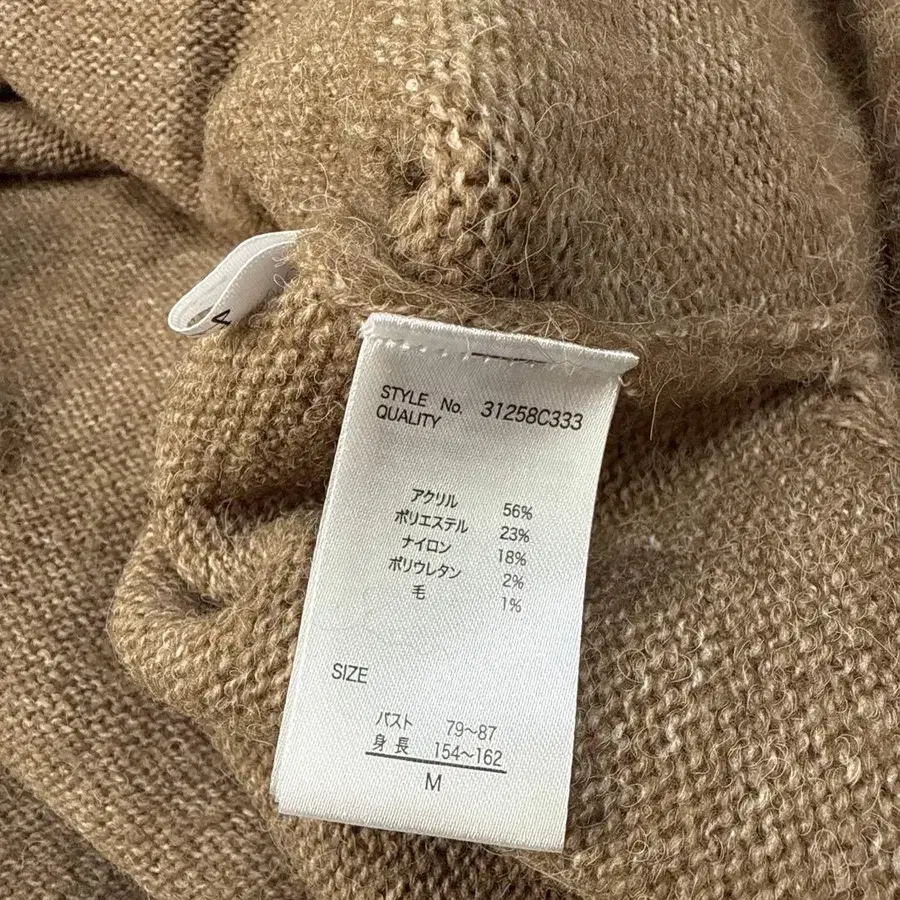 4
STYLE No. 31258C333
QUALITY
アクリル 56%
ポリエステル 23%
ナイロン 18%
ポリウレタン 2%
毛 1%
SIZE
バスト 79~87
身長 154~162
M